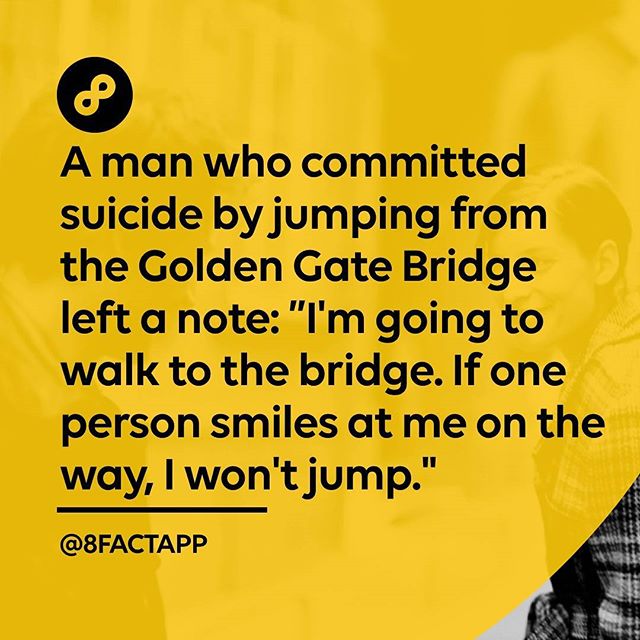 A man who committed
suicide by jumping from
the Golden Gate Bridge
left a note: "I'm going to
walk to the bridge. If one
person smiles at me on the
way, I won't jump."
@8FACTAPP